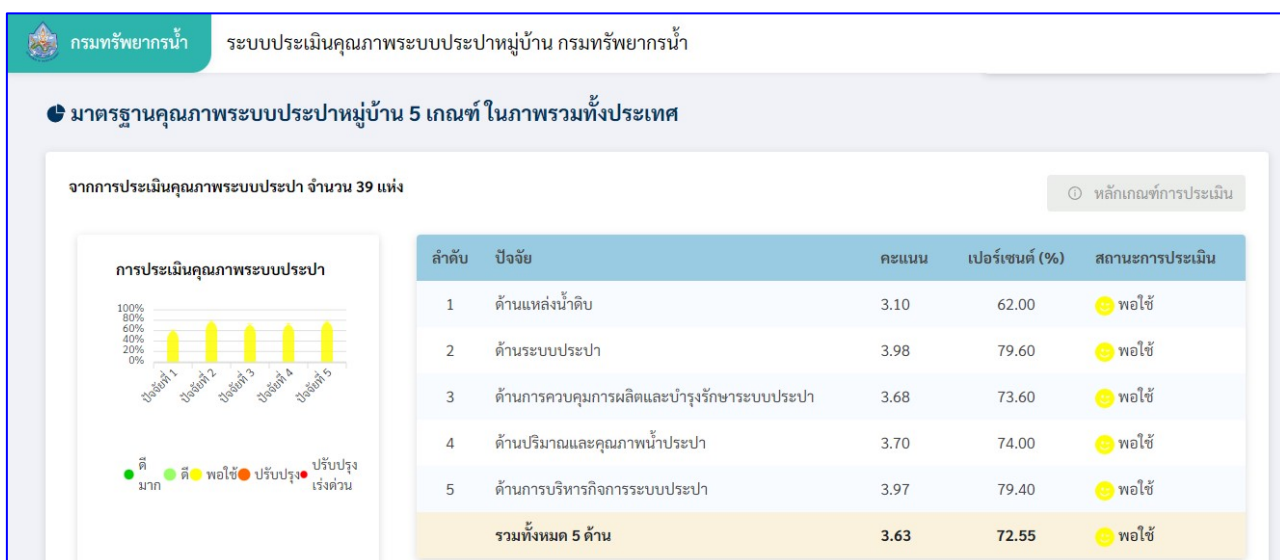 กรมทรัพยากรน้ำ ระบบประเมินคุณภาพระบบประปาหมู่บ้าน กรมทรัพยากรน้ำ
มาตรฐานคุณภาพระบบประปาหมู่บ้าน 5 เกณฑ์ ในภาพรวมทั้งประเทศ
จากการประเมินคุณภาพระบบประปา จำนวน 39 แห่ง
หลักเกณฑ์การประเมิน
การประเมินคุณภาพระบบประปา
100%
80%
60%
40%
20%
0%
ปัจจัยที่ 1 ปัจจัยที่ 2 ปัจจัยที่ 3 ปัจจัยที่ 4 ปัจจัยที่ 5
ดีมาก ดี พอใช้ ปรับปรุง ปรับปรุงเร่งด่วน
ลำดับ ปัจจัย คะแนน เปอร์เซนต์ (%) สถานะการประเมิน
1 ด้านแหล่งน้ำดิบ 3.10 62.00 พอใช้
2 ด้านระบบประปา 3.98 79.60 พอใช้
3 ด้านการควบคุมการผลิตและบำรุงรักษาระบบประปา 3.68 73.60 พอใช้
4 ด้านปริมาณและคุณภาพน้ำประปา 3.70 74.00 พอใช้
5 ด้านการบริหารกิจการระบบประปา 3.97 79.40 พอใช้
รวมทั้งหมด 5 ด้าน 3.63 72.55 พอใช้